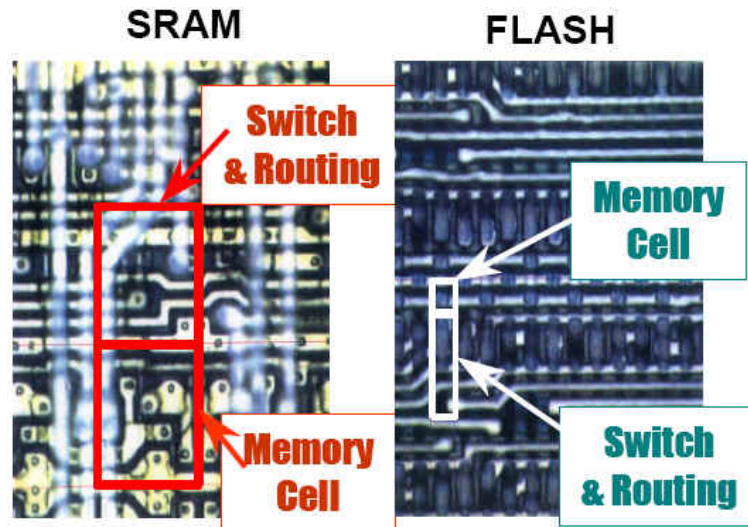 SRAM
FLASH
Switch
& Routing
Memory
Cell
Memory
Cell
Switch
& Routing